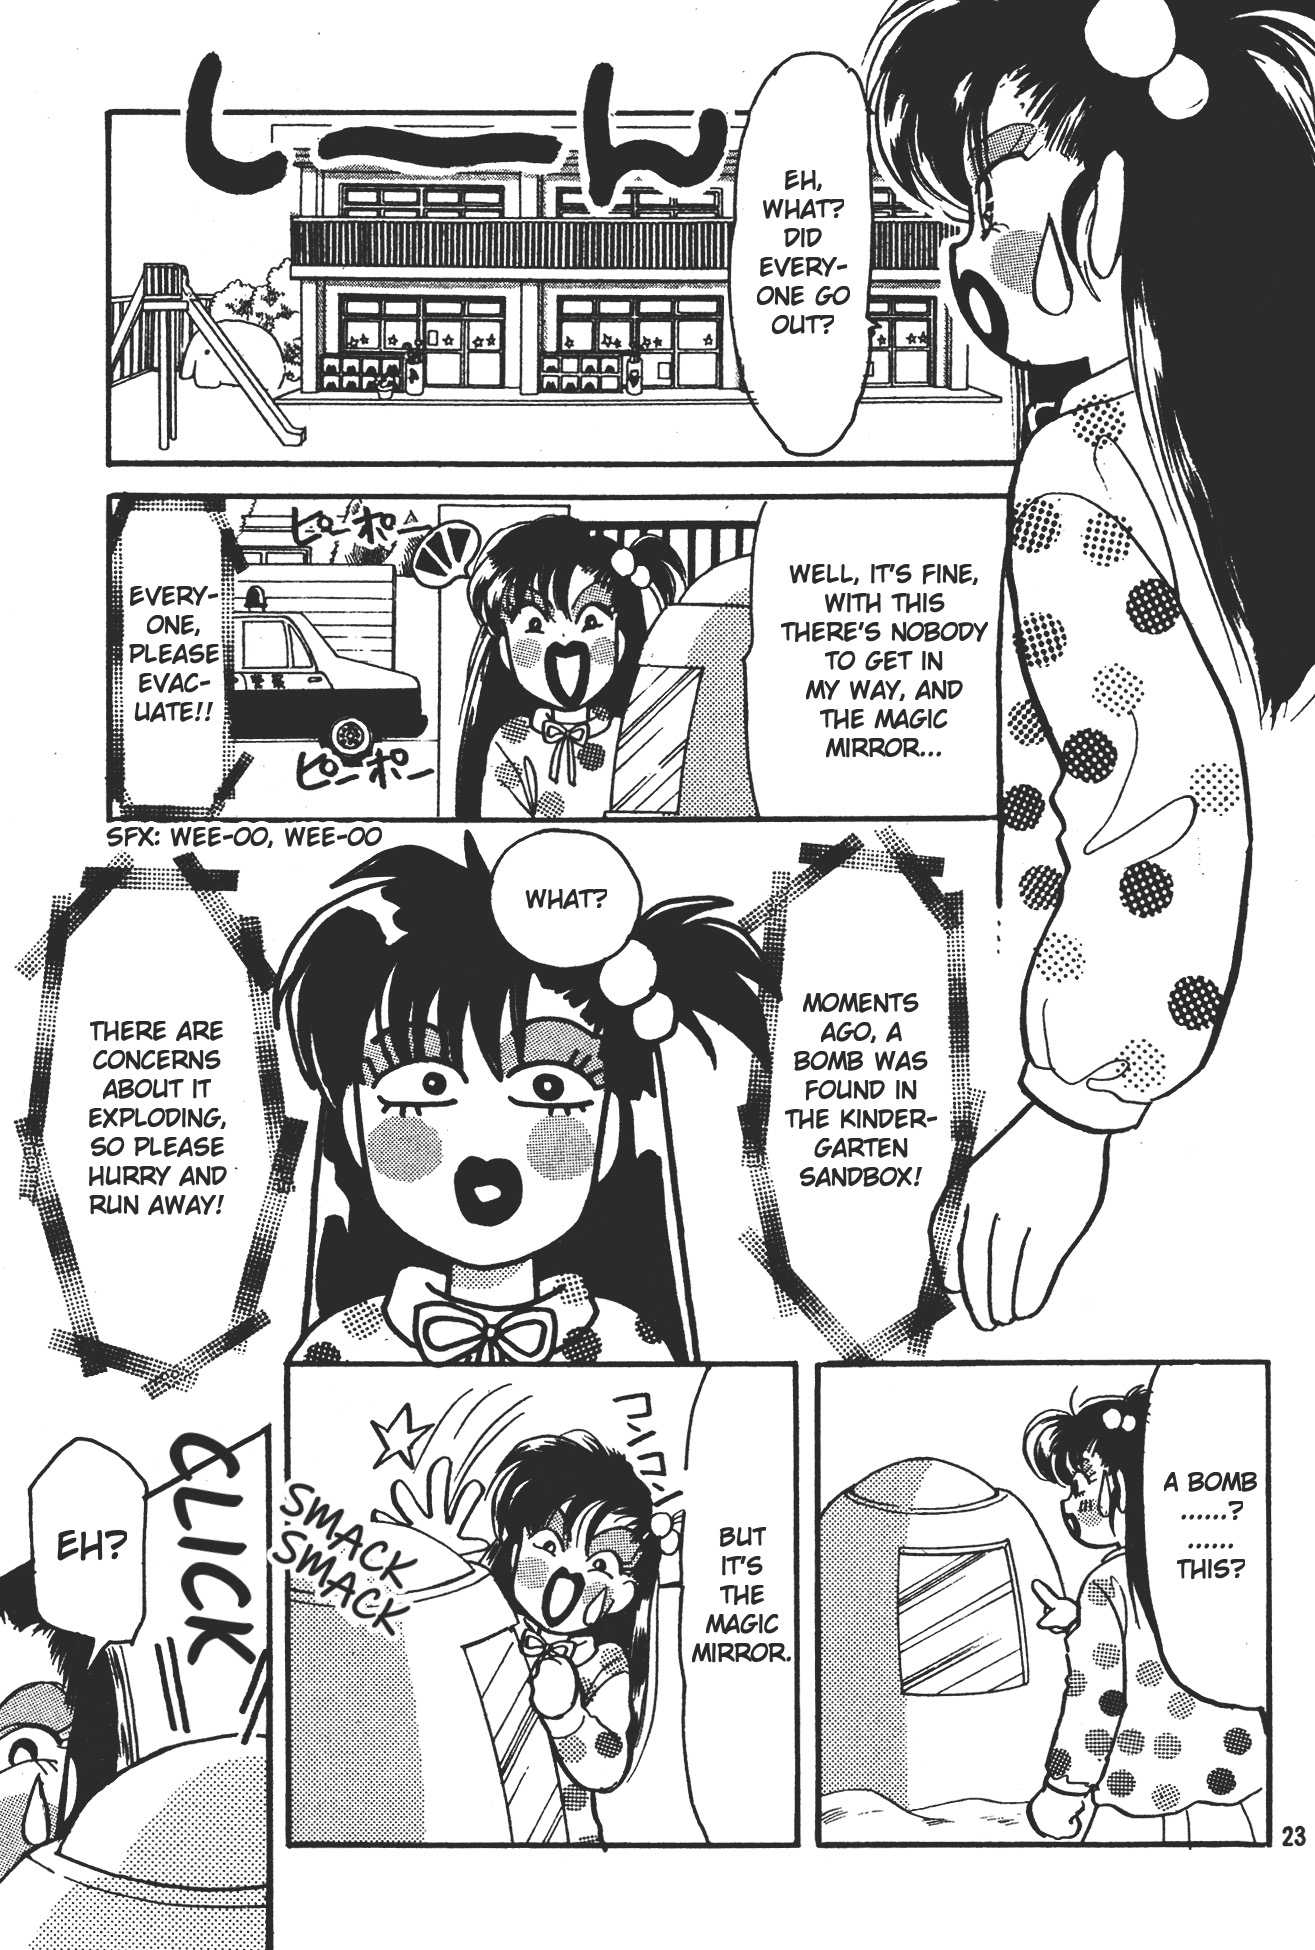 しーん
EH,
WHAT?
DID
EVERY-
ONE GO
OUT?
WELL, IT'S FINE,
WITH THIS
THERE'S NOBODY
TO GET IN
MY WAY, AND
THE MAGIC
MIRROR...
ピーポー
ピーポー
EVERY-
ONE,
PLEASE
EVAC-
UATE!!
SFX: WEE-OO, WEE-OO
MOMENTS
AGO, A
BOMB WAS
FOUND IN
THE KINDER-
GARTEN
SANDBOX!
WHAT?
THERE ARE
CONCERNS
ABOUT IT
EXPLODING,
SO PLEASE
HURRY AND
RUN AWAY!
A BOMB
......?
......
THIS?
BUT
IT'S
THE
MAGIC
MIRROR.
SMACK
SMACK
CLICK
EH?
23